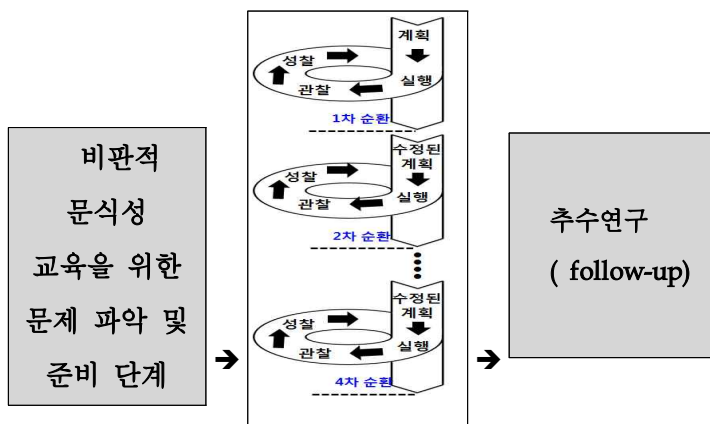 비판적
문식성
교육을 위한
문제 파악 및
준비 단계
계획
성찰
실행
관찰
1차 순환
수정된
계획
성찰
실행
관찰
2차 순환
수정된
계획
성찰
실행
관찰
4차 순환
추수연구
( follow-up)